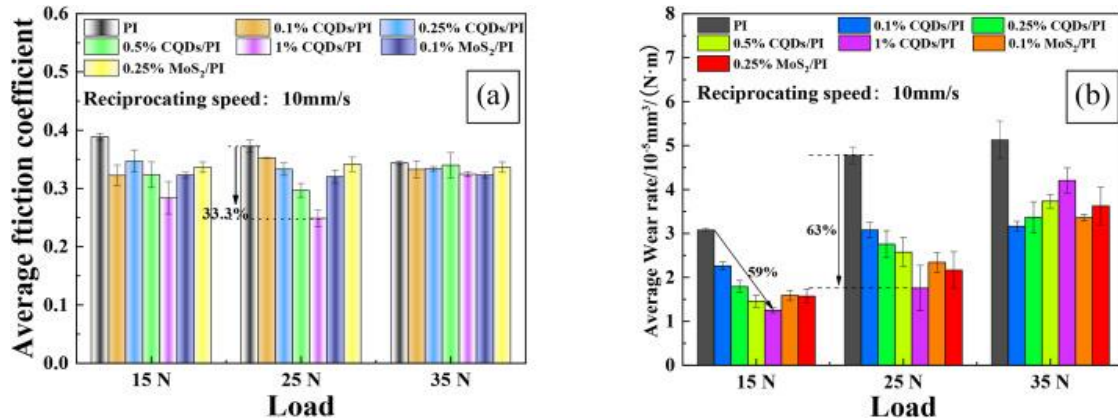 Average ftiction coefficient
0.6
0.5
0.4
0.3
0.2
0.1
0.0
PI 0.1% CQDs/PI 0.25% CQDs/PI
0.5% CQDs/PI 1% CQDs/PI 0.1% MoS₂/PI
0.25% MoS₂/PI
Reciprocating speed: 10mm/s
(a)
33.3%
15 N 25 N 35 N
Load
Average Wear rate/10⁻⁵mm³/(N·m)
8
7
6
5
4
3
2
1
0
PI 0.1% CQDs/PI 0.25% CQDs/PI
0.5% CQDs/PI 1% CQDs/PI 0.1% MoS₂/PI
0.25% MoS₂/PI
Reciprocating speed: 10mm/s
(b)
59%
63%
15 N 25 N 35 N
Load